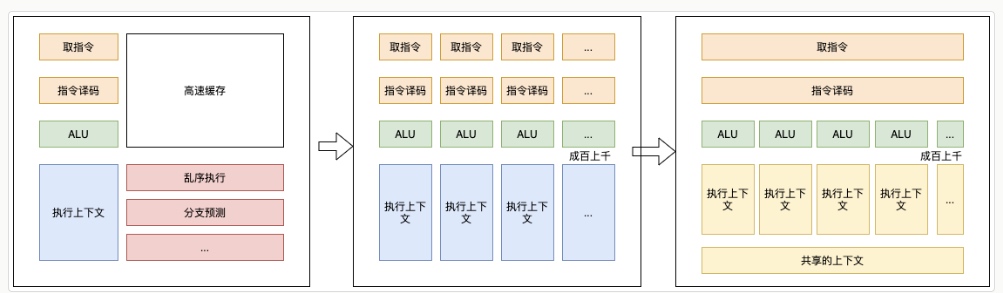 取指令
高速缓存
指令译码
ALU
执行上下文
乱序执行
分支预测
...
取指令
取指令
取指令
...
指令译码
指令译码
指令译码
...
ALU
ALU
ALU
...
成百上千
执行上下
文
执行上下
文
执行上下
文
...
取指令
指令译码
ALU
ALU
ALU
ALU
...
成百上千
执行上下
文
执行上下
文
执行上下
文
执行上下
文
...
共享的上下文